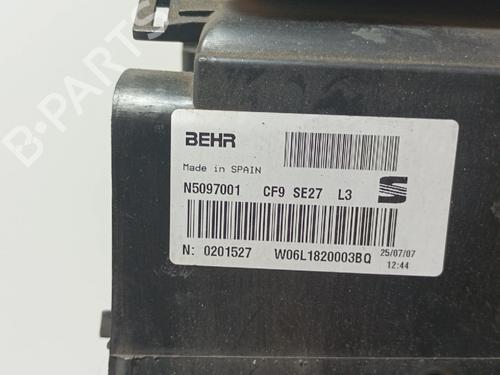 BEHR
Made in SPAIN
N5097001 CF9 SE27 L3
N: 0201527 W06L1820003BQ 25/07/07
12:44
B-PARTS